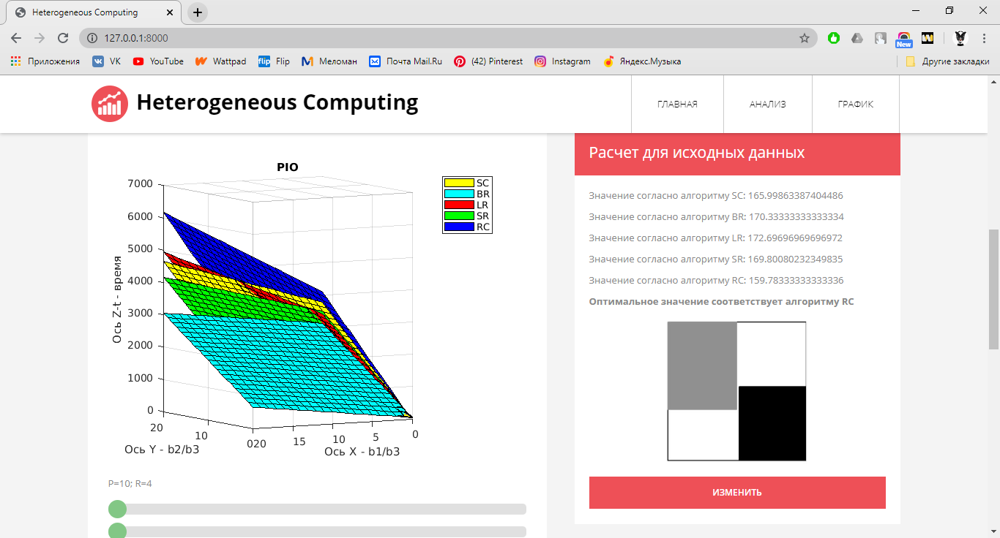 Heterogeneous Computing
127.0.0.1:8000
New
Приложения VK YouTube Wattpad flip Flip Меломан Почта Mail.Ru (42) Pinterest Instagram Яндекс.Музыка Другие закладки
Heterogeneous Computing
ГЛАВНАЯ АНАЛИЗ ГРАФИК
PIO
7000
6000
5000
4000
3000
2000
1000
0
Ось Z-t - время
20
10
0
Ось Y - b2/b3
20
15
10
5
0
Ось X - b1/b3
SC
BR
LR
SR
RC
P=10; R=4
Расчет для исходных данных
Значение согласно алгоритму SC: 165.99863387404486
Значение согласно алгоритму BR: 170.33333333333334
Значение согласно алгоритму LR: 172.69696969696972
Значение согласно алгоритму SR: 169.80080232349835
Значение согласно алгоритму RC: 159.78333333333336
Оптимальное значение соответствует алгоритму RC
ИЗМЕНИТЬ